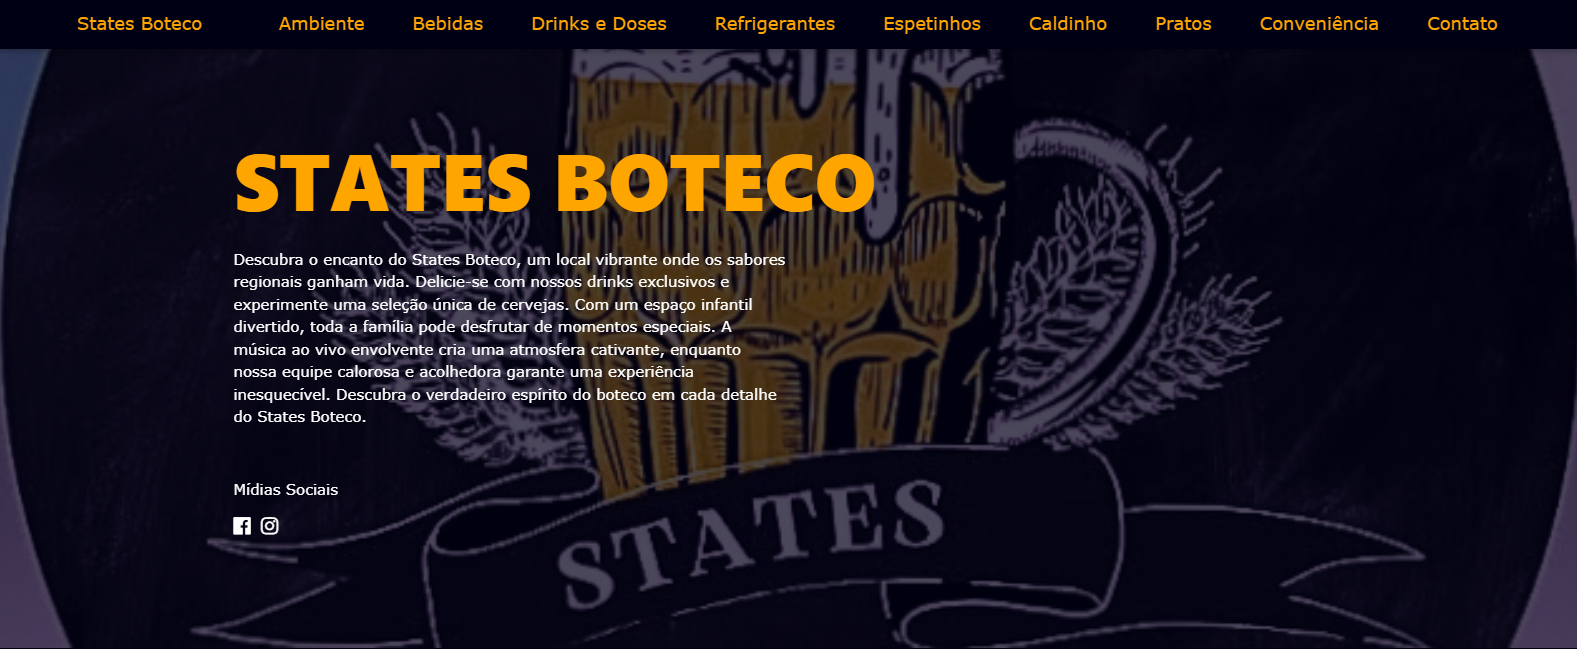 States Boteco Ambiente Bebidas Drinks e Doses Refrigerantes Espetinhos Caldinho Pratos Conveniência Contato
STATES BOTECO
Descubra o encanto do States Boteco, um local vibrante onde os sabores
regionais ganham vida. Delicie-se com nossos drinks exclusivos e
experimente uma seleção única de cervejas. Com um espaço infantil
divertido, toda a família pode desfrutar de momentos especiais. A
música ao vivo envolvente cria uma atmosfera cativante, enquanto
nossa equipe calorosa e acolhedora garante uma experiência
inesquecível. Descubra o verdadeiro espírito do boteco em cada detalhe
do States Boteco.
Mídias Sociais
STATES